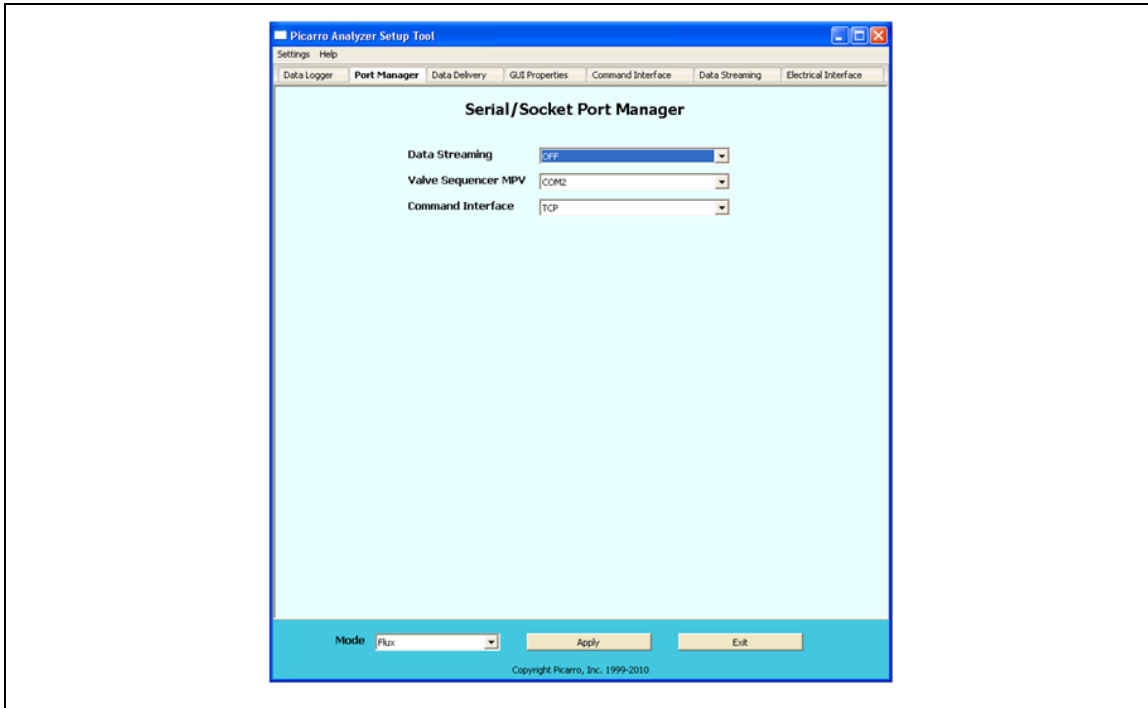 Picarro Analyzer Setup Tool
Settings Help
Data Logger Port Manager Data Delivery GUI Properties Command Interface Data Streaming Electrical Interface
Serial/Socket Port Manager
Data Streaming OFF
Valve Sequencer MPV COM2
Command Interface TCP
Mode Flux Apply Exit
Copyright Picarro, Inc. 1999-2010